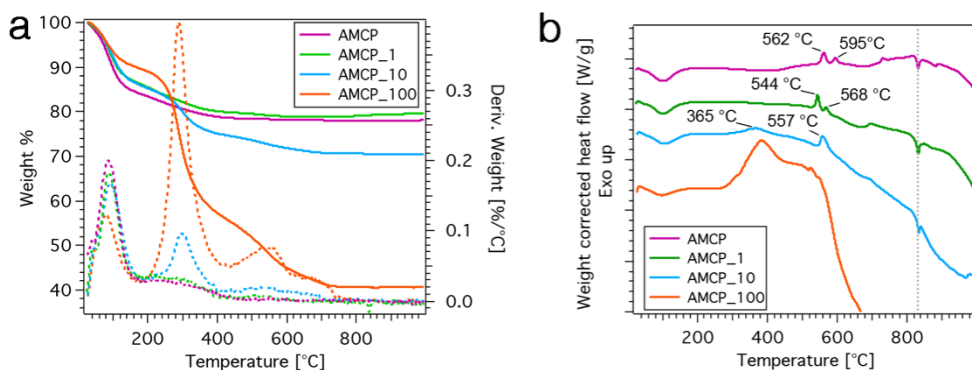 a
100
90
80
70
60
50
40
Weight %
AMCP
AMCP_1
AMCP_10
AMCP_100
0.3
0.2
0.1
0.0
Deriv. Weight [%/°C]
200 400 600 800
Temperature [°C]
b
Weight corrected heat flow [W/g]
Exo up
562 °C
595°C
544 °C
568 °C
365 °C
557 °C
AMCP
AMCP_1
AMCP_10
AMCP_100
200 400 600 800
Temperature [°C]